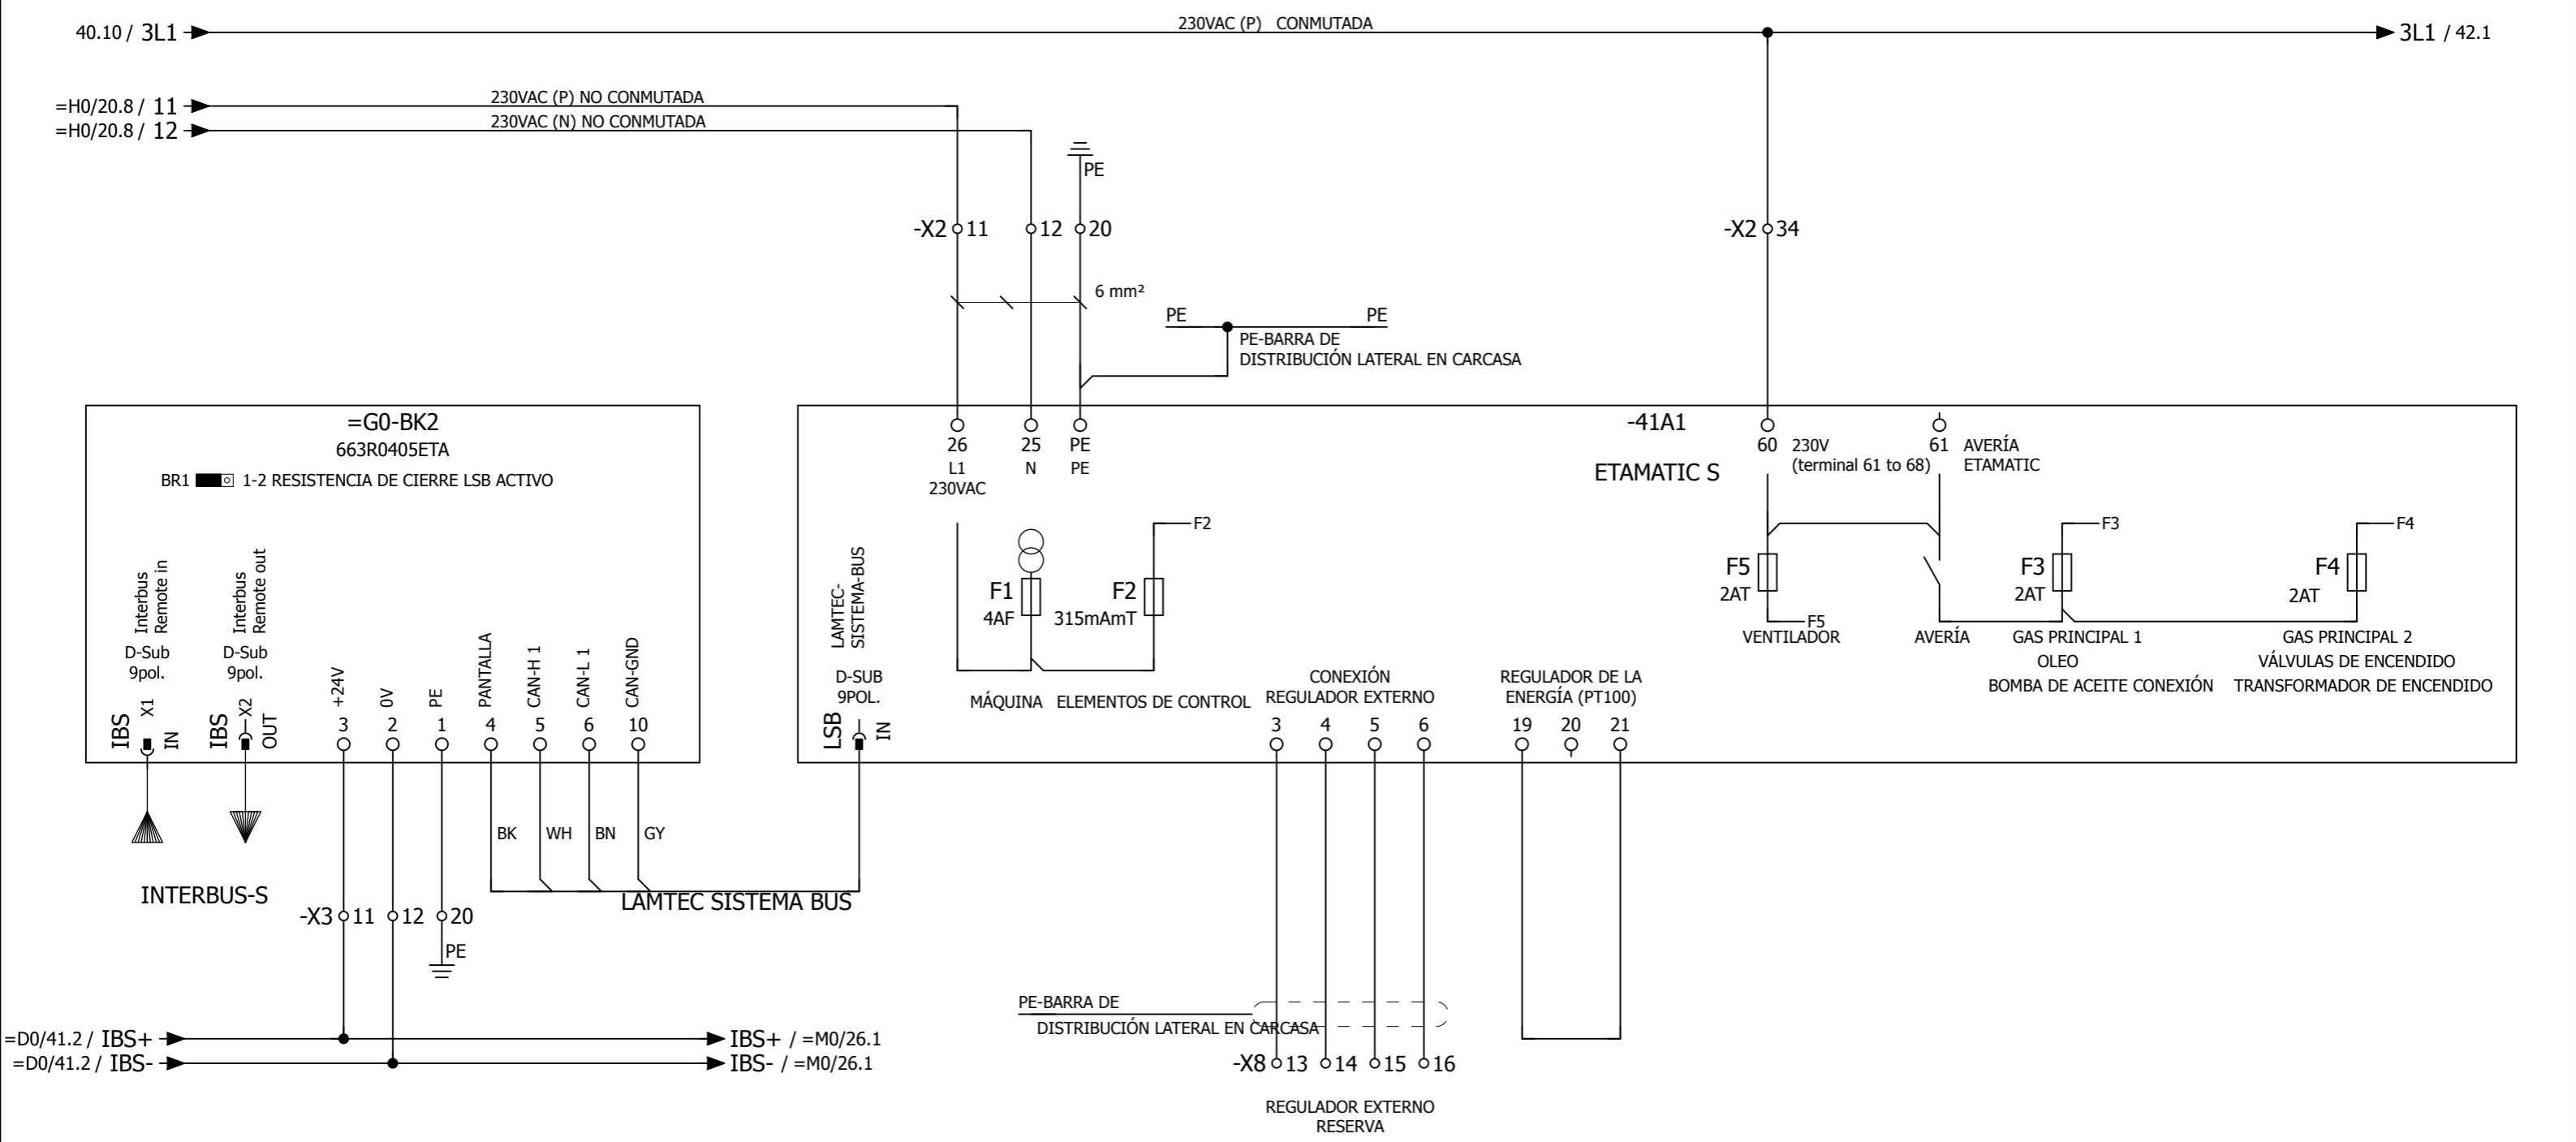 230VAC (P) CONMUTADA
40.10 / 3L1
3L1 / 42.1
=H0/20.8 / 11
230VAC (P) NO CONMUTADA
=H0/20.8 / 12
230VAC (N) NO CONMUTADA
PE
-X2 11
12
20
-X2 34
6 mm²
PE PE
PE-BARRA DE
DISTRIBUCIÓN LATERAL EN CARCASA
=G0-BK2
663R0405ETA
BR1 1-2 RESISTENCIA DE CIERRE LSB ACTIVO
Interbus
Remote in
D-Sub
9pol.
X1
IBS
IN
Interbus
Remote out
D-Sub
9pol.
X2
IBS
OUT
+24V
3
0V
2
PE
1
PANTALLA
4
CAN-H 1
5
CAN-L 1
6
CAN-GND
10
BK
WH
BN
GY
INTERBUS-S
LAMTEC SISTEMA BUS
-X3 11
12
20
PE
=D0/41.2 / IBS+
IBS+ / =M0/26.1
=D0/41.2 / IBS-
IBS- / =M0/26.1
-41A1
ETAMATIC S
26
L1
230VAC
25
N
PE
PE
LAMTEC-
SISTEMA-BUS
D-SUB
9POL.
LSB
IN
F1
4AF
F2
315mAmT
F2
MÁQUINA
ELEMENTOS DE CONTROL
CONEXIÓN
REGULADOR EXTERNO
3
4
5
6
REGULADOR DE LA
ENERGÍA (PT100)
19
20
21
60 230V
(terminal 61 to 68)
61 AVERÍA
ETAMATIC
F5
2AT
F5
VENTILADOR
AVERÍA
F3
F3
2AT
GAS PRINCIPAL 1
OLEO
BOMBA DE ACEITE CONEXIÓN
F4
F4
2AT
GAS PRINCIPAL 2
VÁLVULAS DE ENCENDIDO
TRANSFORMADOR DE ENCENDIDO
PE-BARRA DE
DISTRIBUCIÓN LATERAL EN CARCASA
-X8 13
14
15
16
REGULADOR EXTERNO
RESERVA